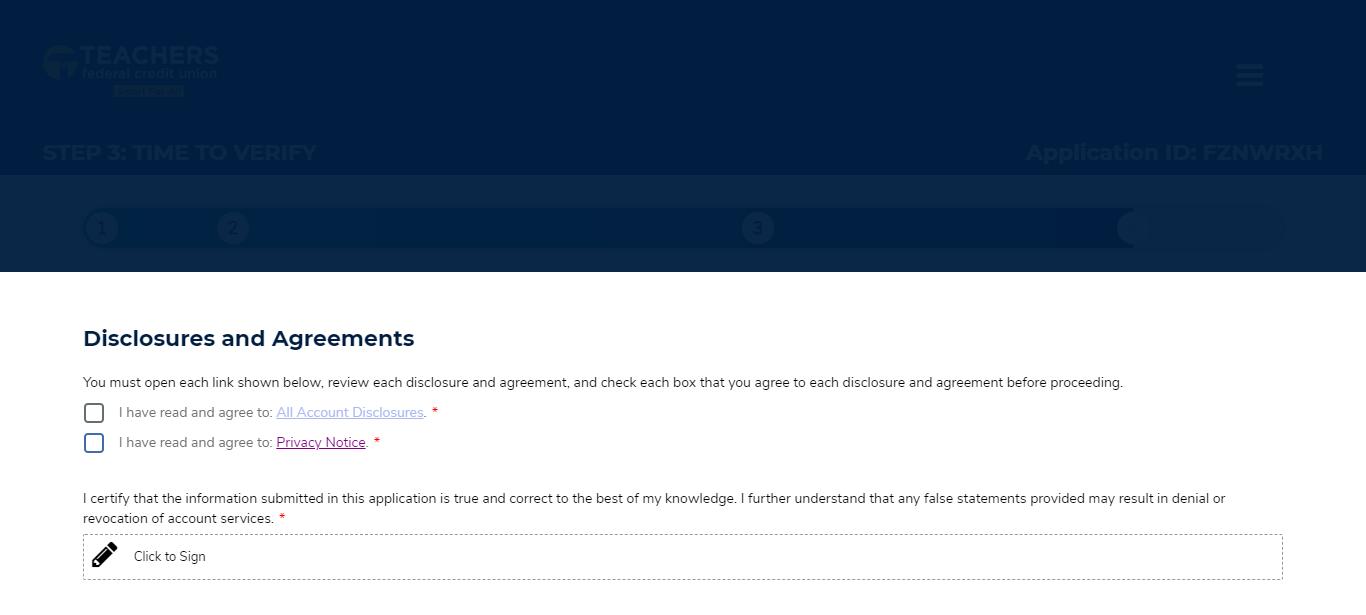 TEACHERS
federal credit union
STEP 3: TIME TO VERIFY
Application ID: FZNWRXH
1
2
3
Disclosures and Agreements
You must open each link shown below, review each disclosure and agreement, and check each box that you agree to each disclosure and agreement before proceeding.
I have read and agree to: All Account Disclosures. *
I have read and agree to: Privacy Notice. *
I certify that the information submitted in this application is true and correct to the best of my knowledge. I further understand that any false statements provided may result in denial or
revocation of account services. *
Click to Sign